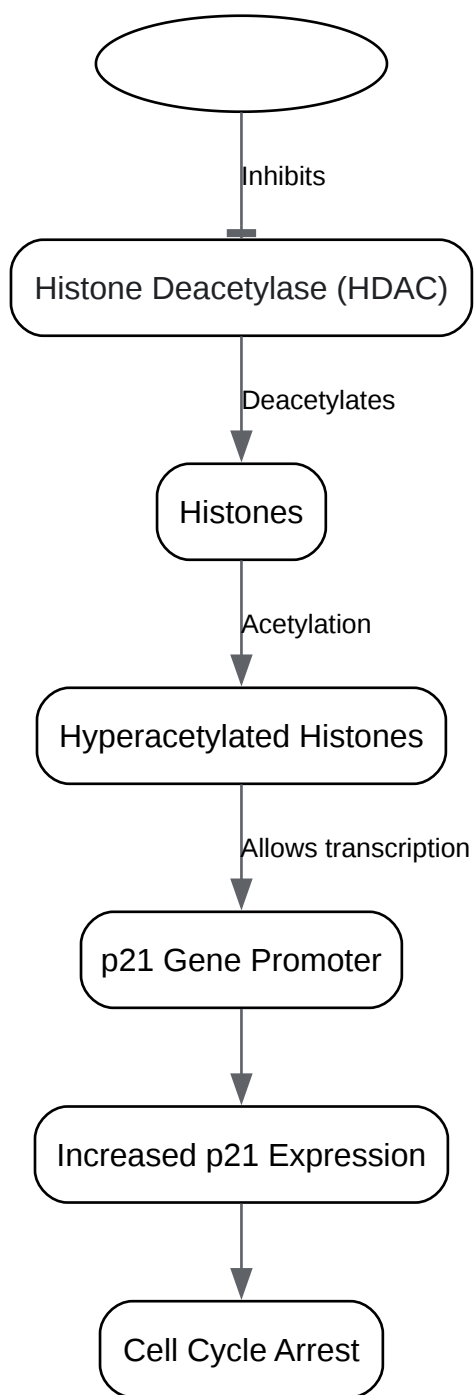 Inhibits
Histone Deacetylase (HDAC)
Deacetylates
Histones
Acetylation
Hyperacetylated Histones
Allows transcription
p21 Gene Promoter
Increased p21 Expression
Cell Cycle Arrest